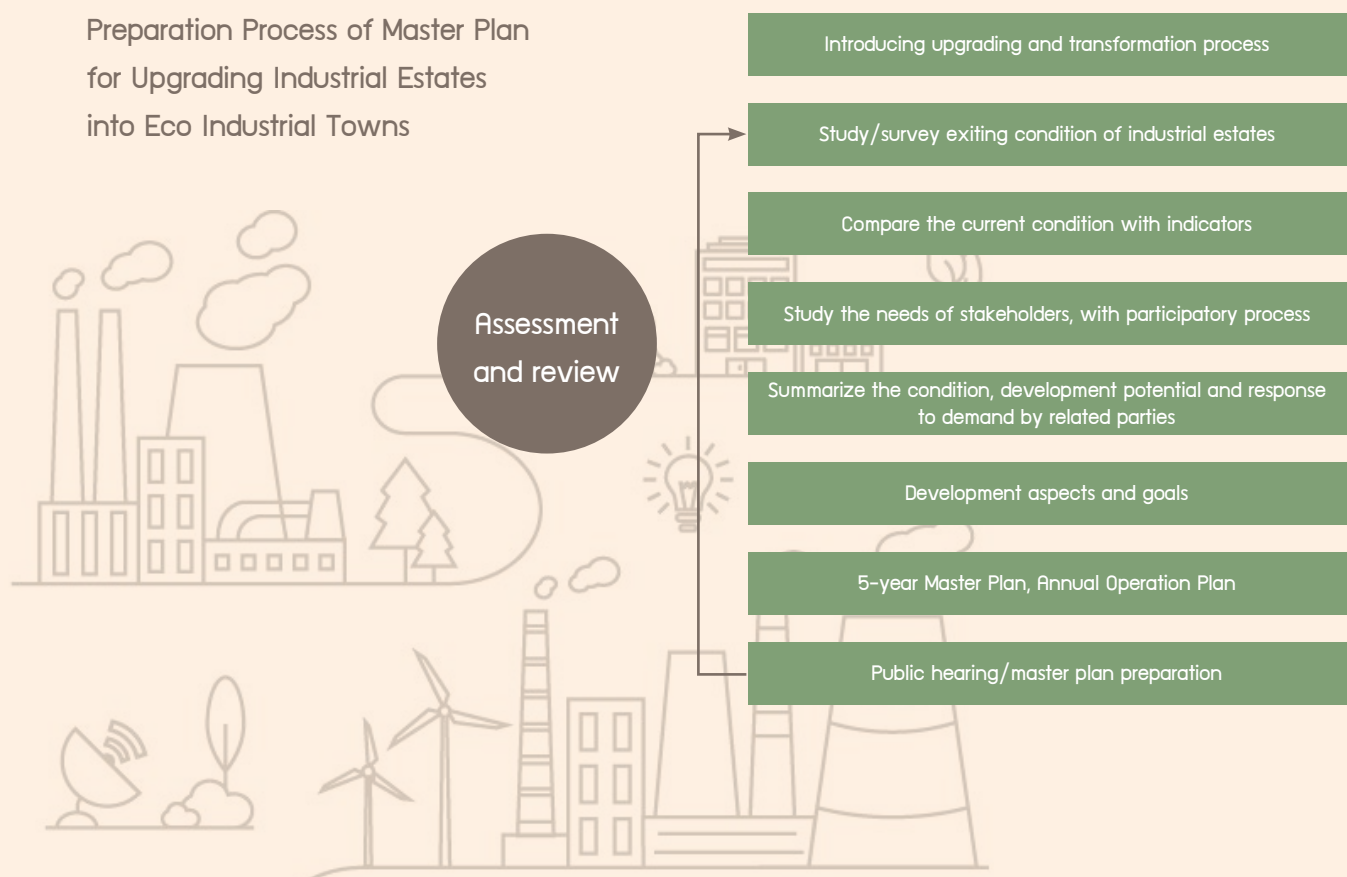 Preparation Process of Master Plan
for Upgrading Industrial Estates
into Eco Industrial Towns
Assessment
and review
Introducing upgrading and transformation process
Study/survey exiting condition of industrial estates
Compare the current condition with indicators
Study the needs of stakeholders, with participatory process
Summarize the condition, development potential and response
to demand by related parties
Development aspects and goals
5-year Master Plan, Annual Operation Plan
Public hearing/master plan preparation